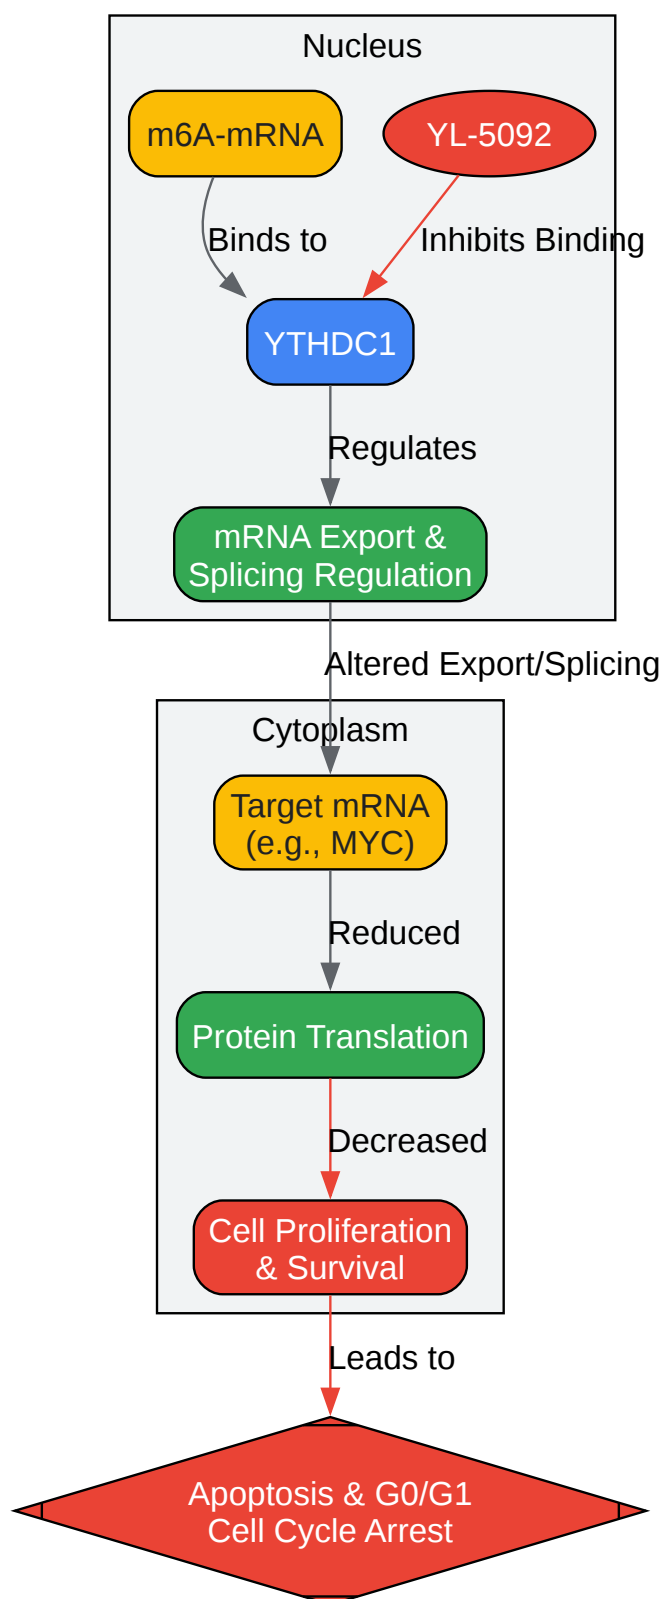 Nucleus
m6A-mRNA
YL-5092
Binds to
Inhibits Binding
YTHDC1
Regulates
mRNA Export &
Splicing Regulation
Altered Export/Splicing
Cytoplasm
Target mRNA
(e.g., MYC)
Reduced
Protein Translation
Decreased
Cell Proliferation
& Survival
Leads to
Apoptosis & G0/G1
Cell Cycle Arrest